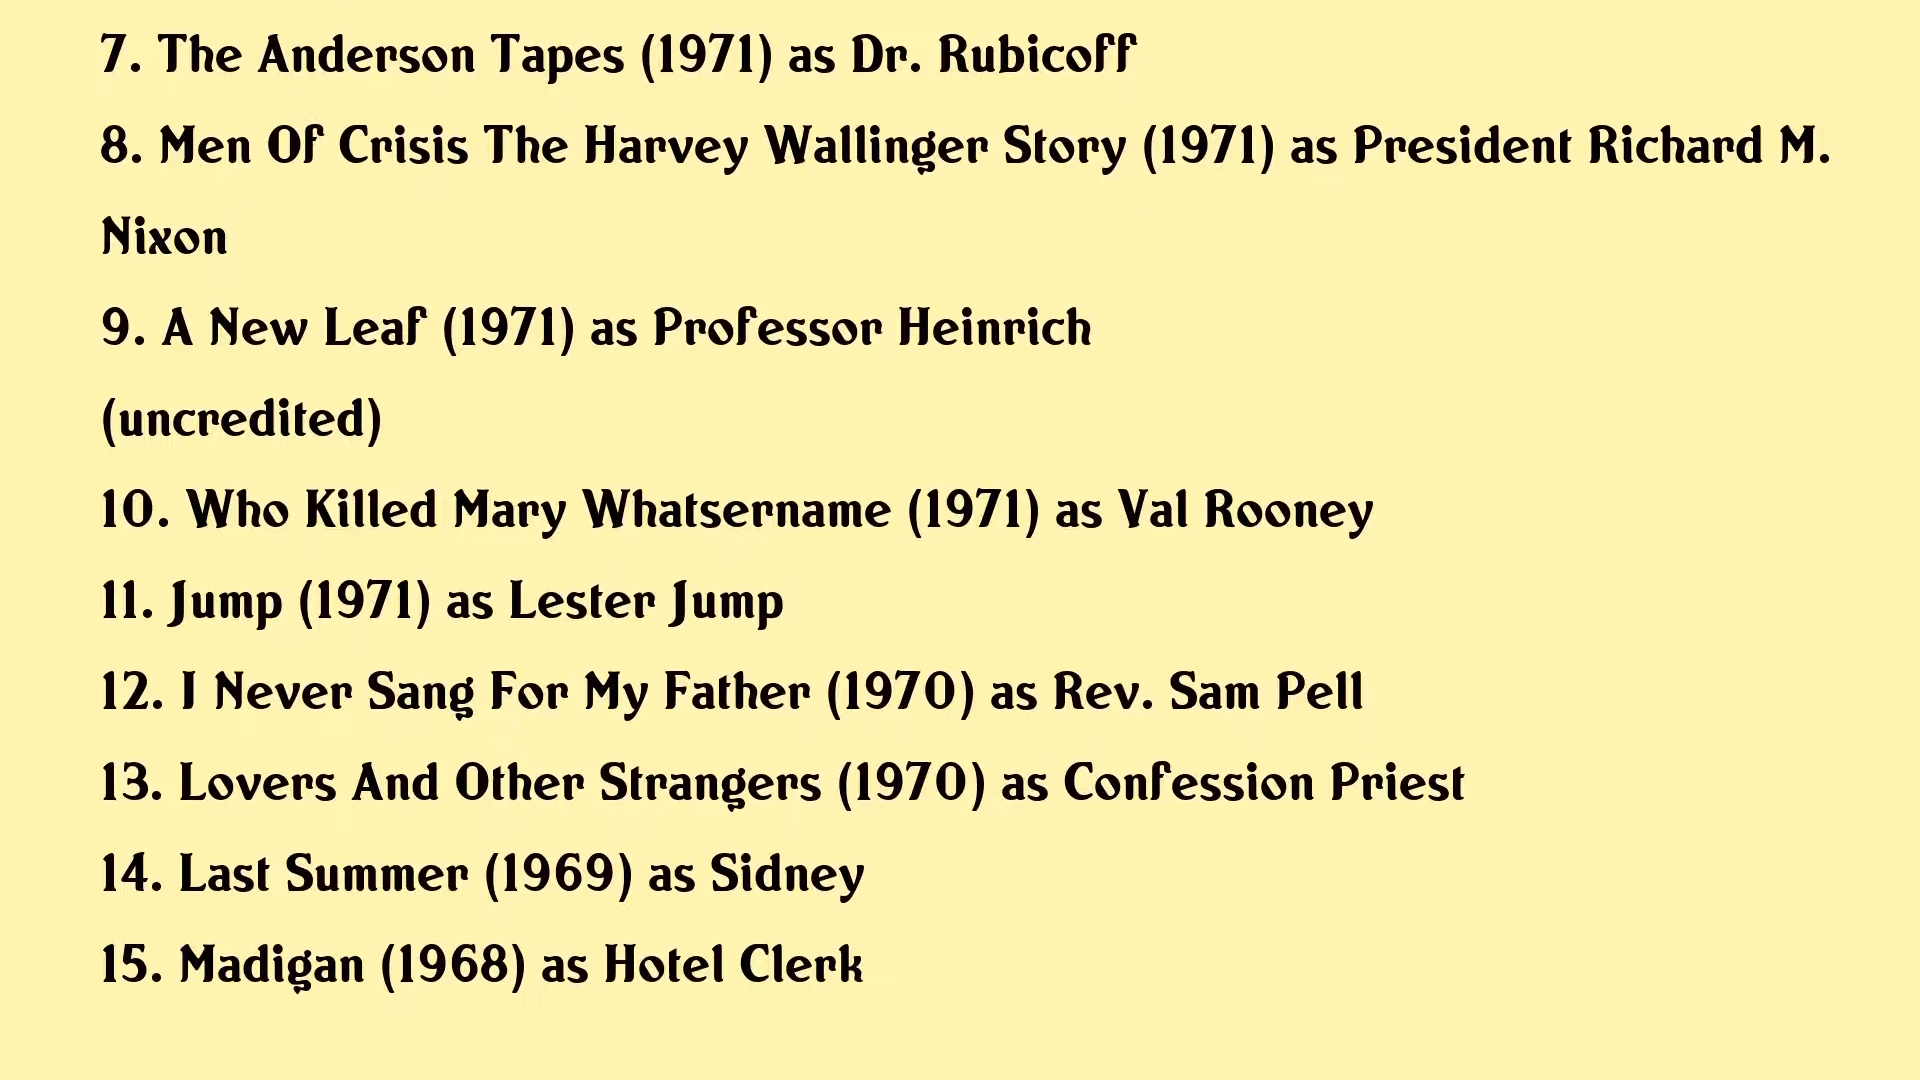 7. The Anderson Tapes (1971) as Dr. Rubicoff
8. Men Of Crisis The Harvey Wallinger Story (1971) as President Richard M.
Nixon
9. A New Leaf (1971) as Professor Heinrich
(uncredited)
10. Who Killed Mary Whatsername (1971) as Val Rooney
11. Jump (1971) as Lester Jump
12. I Never Sang For My Father (1970) as Rev. Sam Pell
13. Lovers And Other Strangers (1970) as Confession Priest
14. Last Summer (1969) as Sidney
15. Madigan (1968) as Hotel Clerk